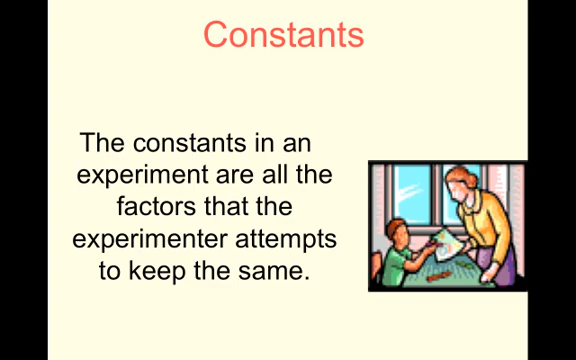 Constants
The constants in an
experiment are all the
factors that the
experimenter attempts
to keep the same.